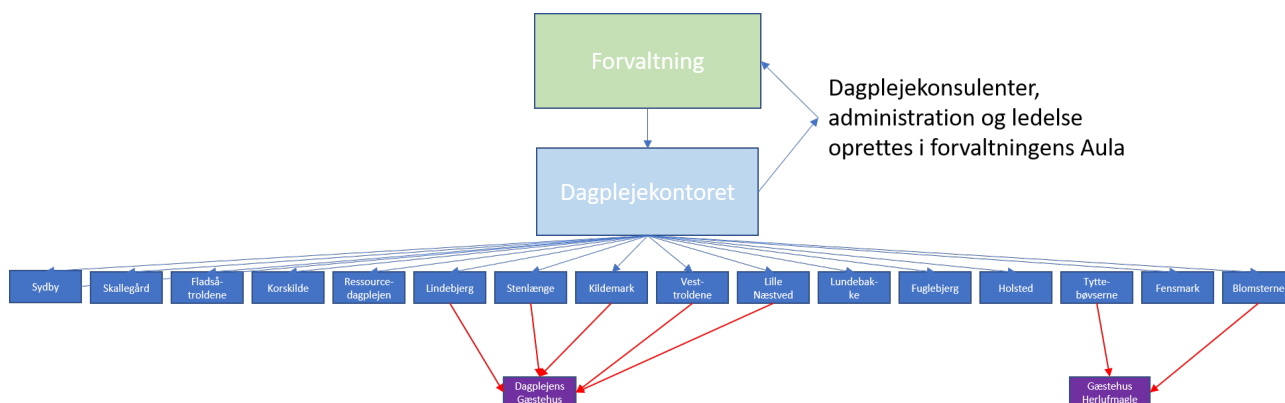 Forvaltning
Dagplejekonsulenter,
administration og ledelse
oprettes i forvaltningens Aula
Dagplejekontoret
Sydby
Skallegård
Fladså-
troldene
Korskilde
Ressource-
dagplejen
Lindebjerg
Stenlænge
Kildemark
Vest-
troldene
Lille
Næstved
Lundebak-
ke
Fuglebjerg
Holsted
Tytte-
bøvserne
Fensmark
Blomsterne
Dagplejens
Gæstehus
Gæstehus
Herlufmagle